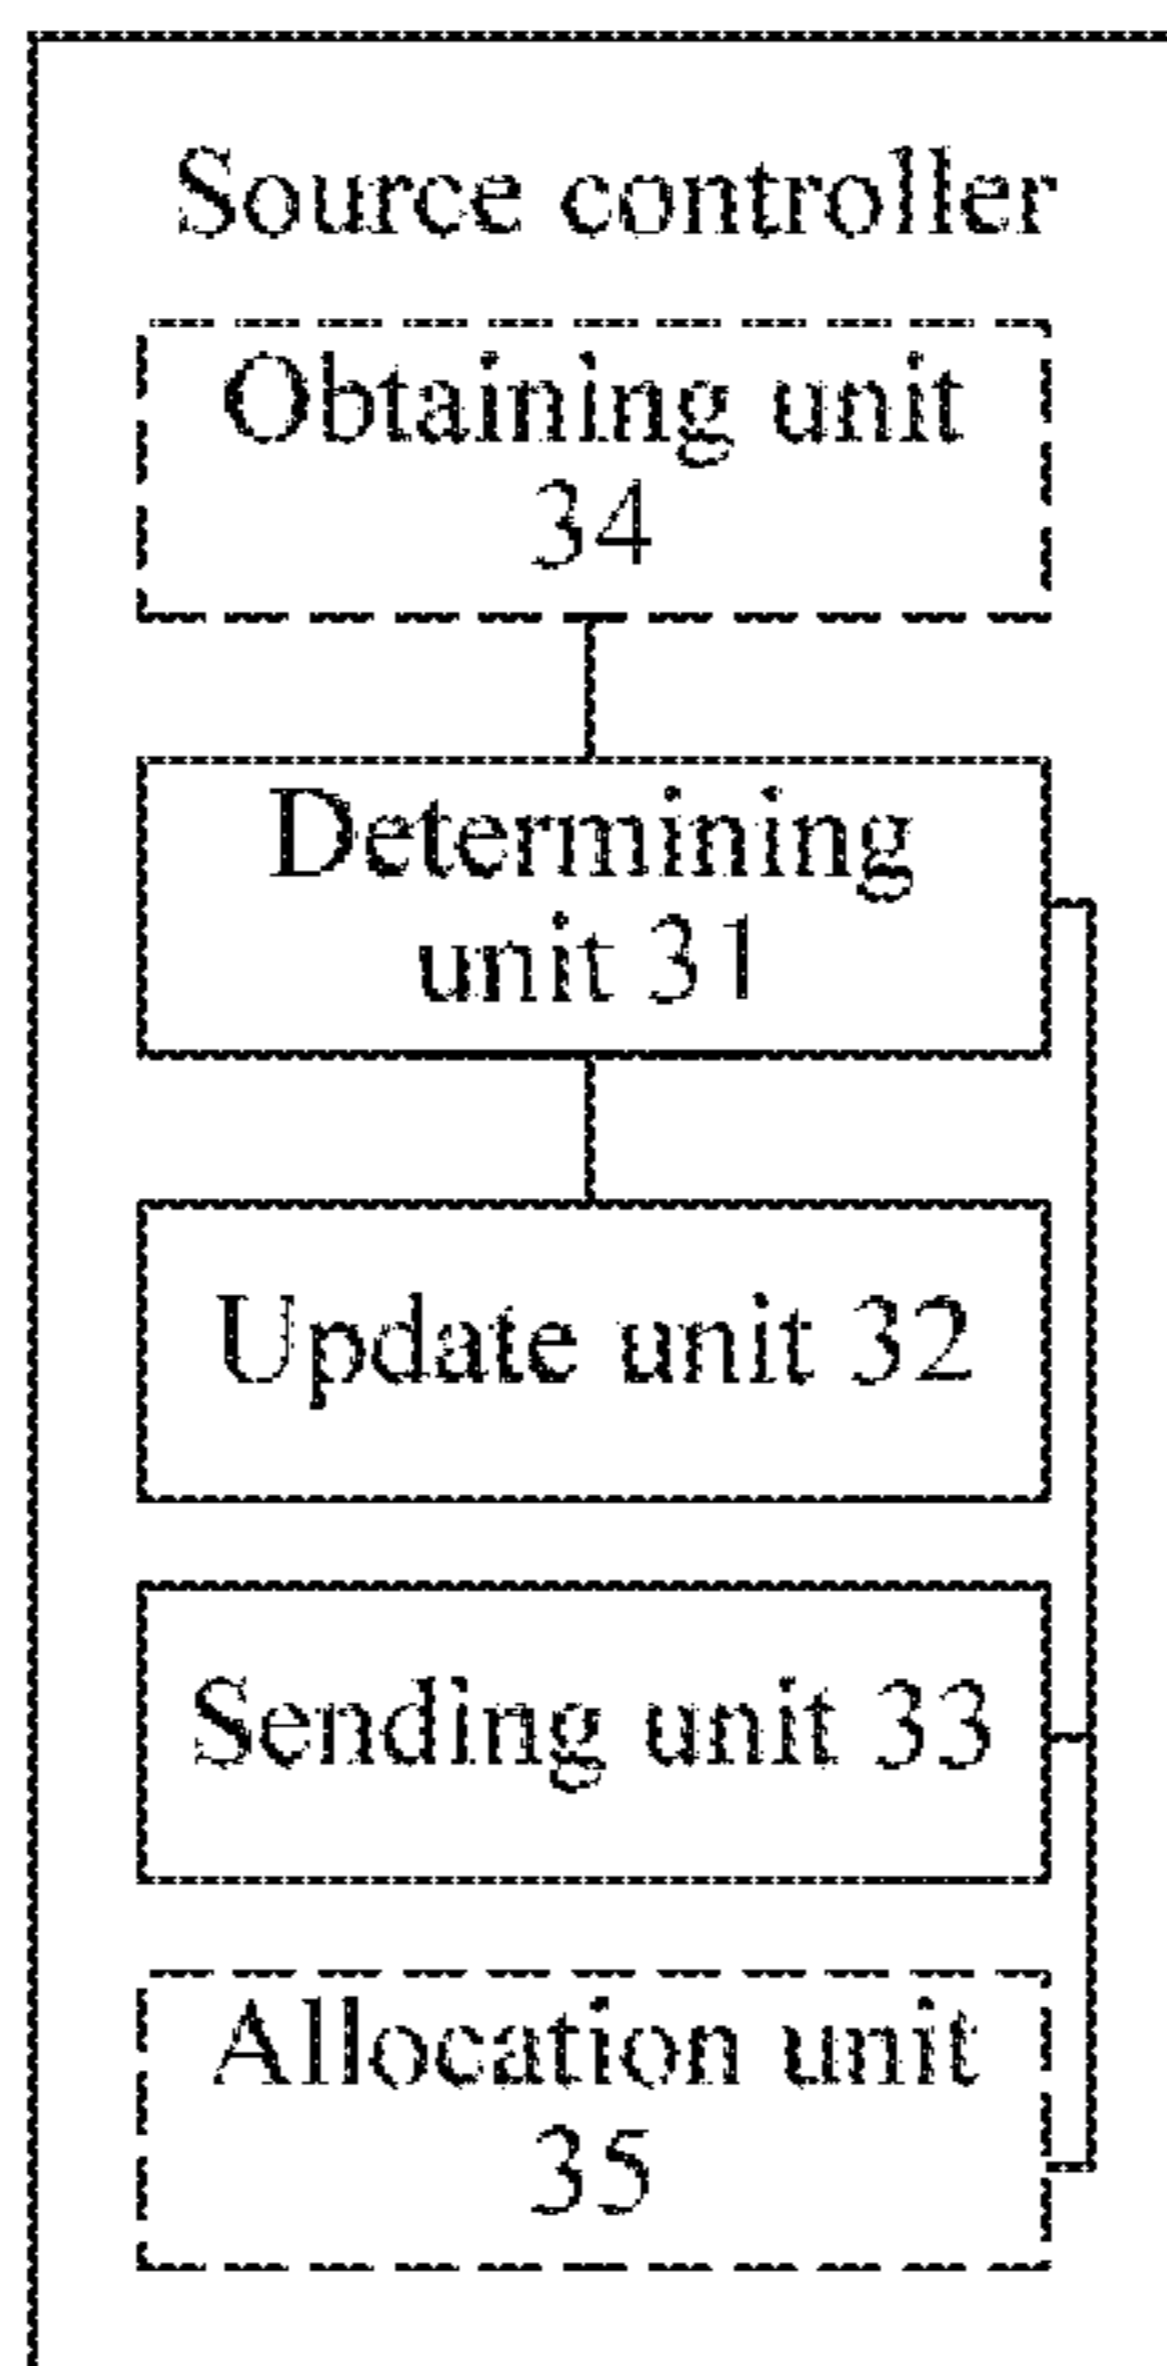 Source controller
Obtaining unit
34
Determining
unit 31
Update unit 32
Sending unit 33
Allocation unit
35